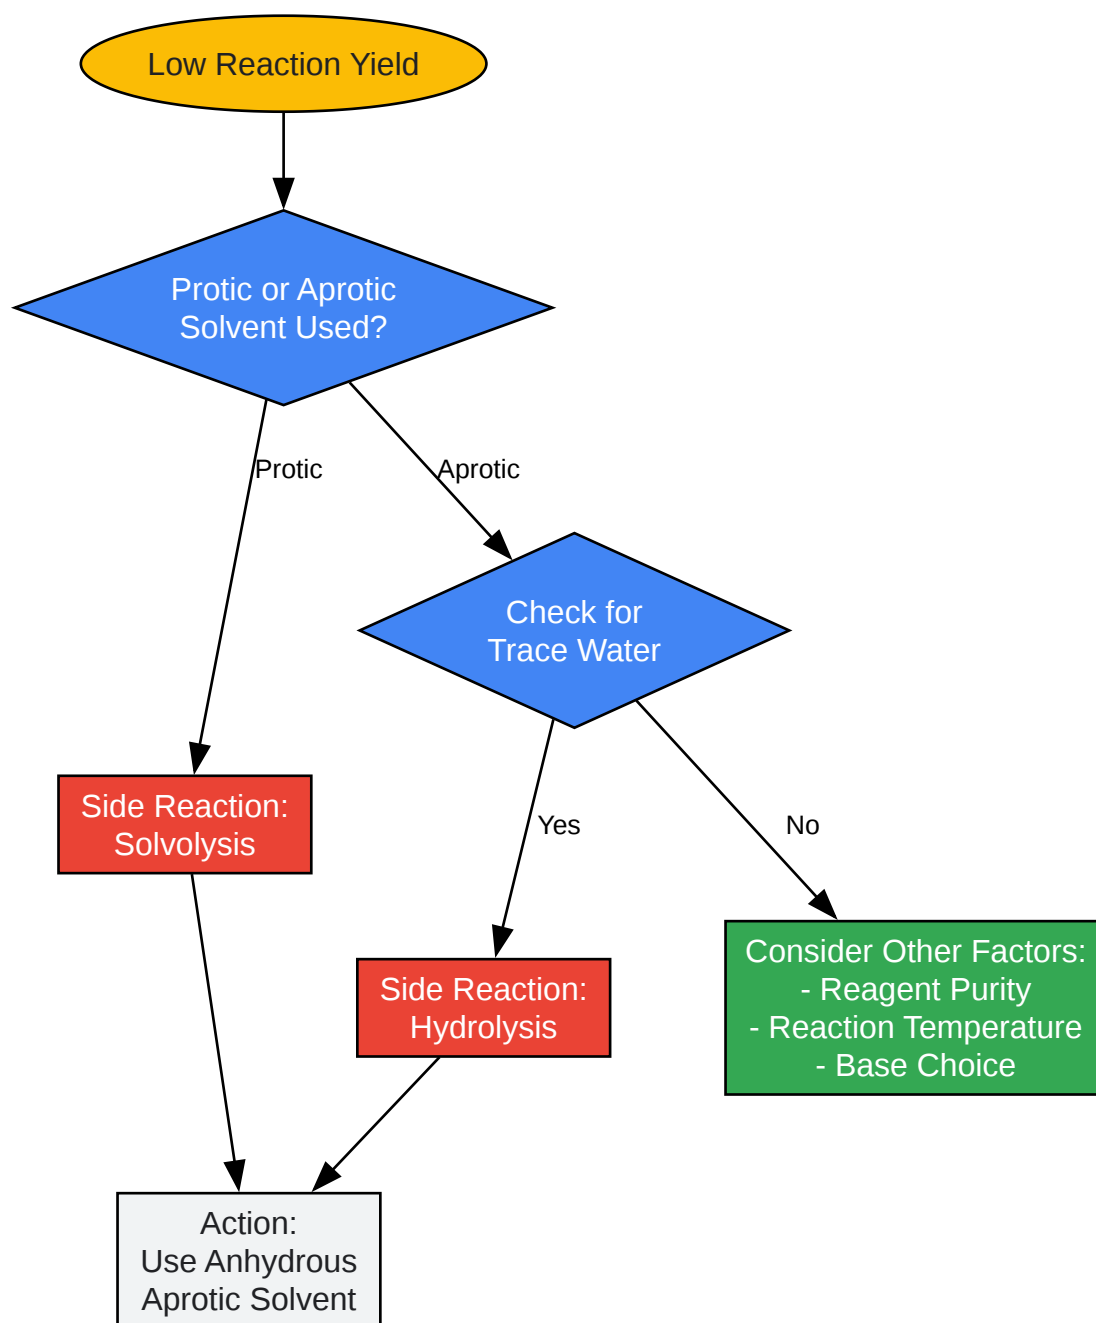 Low Reaction Yield
Protic or Aprotic
Solvent Used?
Protic
Aprotic
Check for
Trace Water
Side Reaction:
Solvolysis
Yes
No
Side Reaction:
Hydrolysis
Consider Other Factors:
- Reagent Purity
- Reaction Temperature
- Base Choice
Action:
Use Anhydrous
Aprotic Solvent